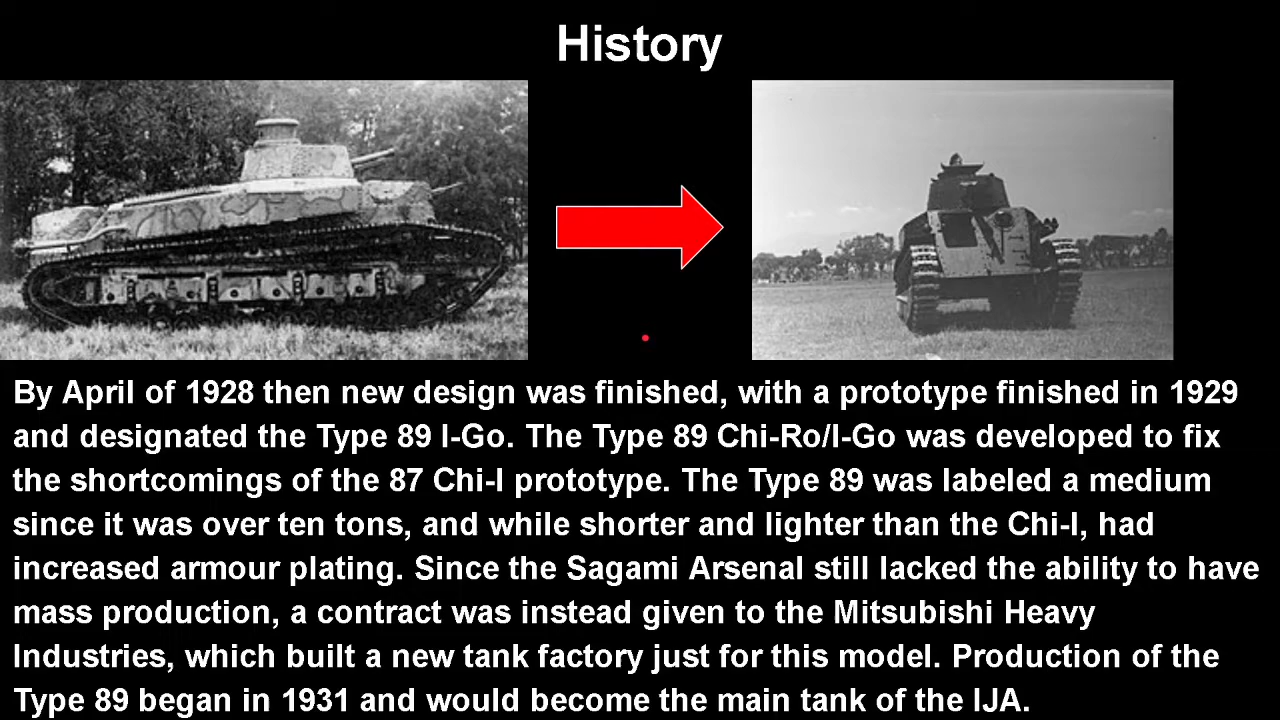 History
By April of 1928 then new design was finished, with a prototype finished in 1929
and designated the Type 89 I-Go. The Type 89 Chi-Ro/I-Go was developed to fix
the shortcomings of the 87 Chi-I prototype. The Type 89 was labeled a medium
since it was over ten tons, and while shorter and lighter than the Chi-I, had
increased armour plating. Since the Sagami Arsenal still lacked the ability to have
mass production, a contract was instead given to the Mitsubishi Heavy
Industries, which built a new tank factory just for this model. Production of the
Type 89 began in 1931 and would become the main tank of the IJA.